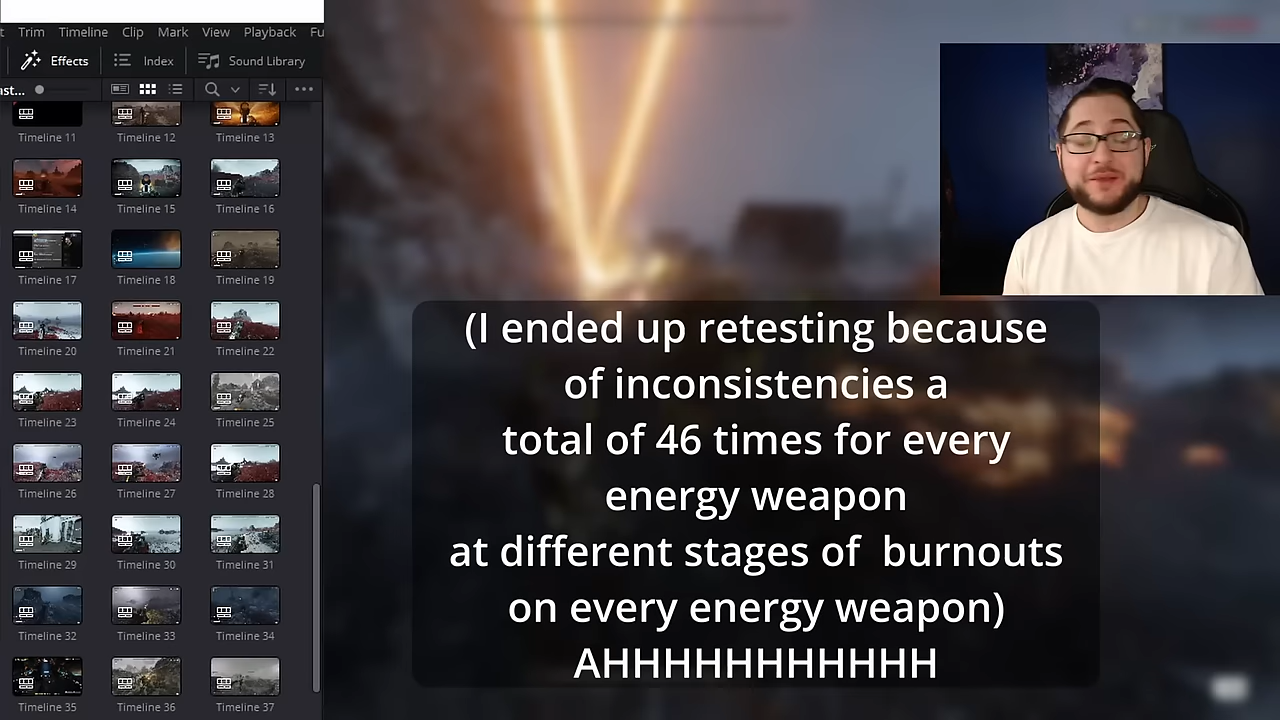 Trim Timeline Clip Mark View Playback Fu
Effects Index Sound Library
st...
Timeline 11 Timeline 12 Timeline 13
Timeline 14 Timeline 15 Timeline 16
Timeline 17 Timeline 18 Timeline 19
Timeline 20 Timeline 21 Timeline 22
Timeline 23 Timeline 24 Timeline 25
Timeline 26 Timeline 27 Timeline 28
Timeline 29 Timeline 30 Timeline 31
Timeline 32 Timeline 33 Timeline 34
Timeline 35 Timeline 36 Timeline 37
(I ended up retesting because
of inconsistencies a
total of 46 times for every
energy weapon
at different stages of burnouts
on every energy weapon)
AHHHHHHHHHHHH